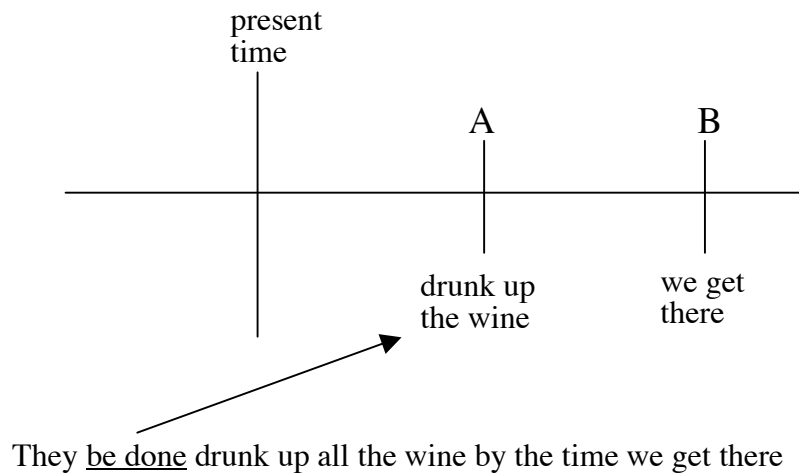 present
time
A
B
drunk up
the wine
we get
there
They be done drunk up all the wine by the time we get there